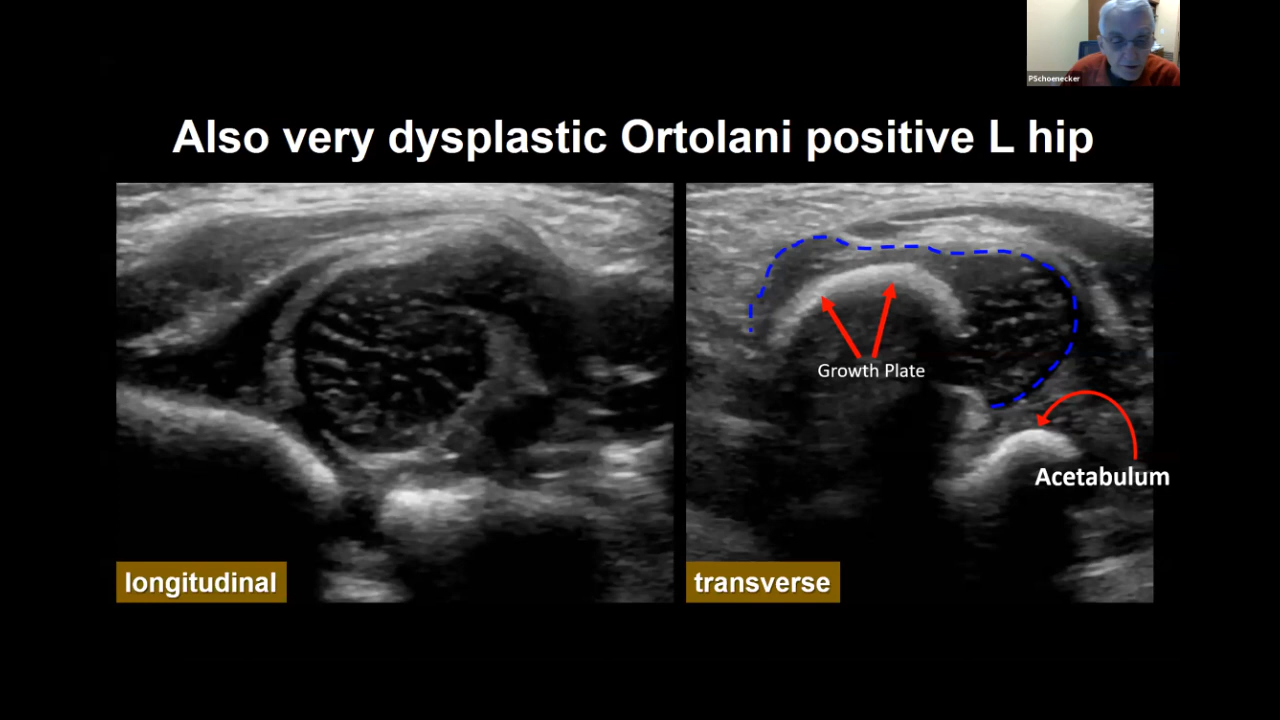 PSchoenecker
Also very dysplastic Ortolani positive L hip
Growth Plate
Acetabulum
longitudinal
transverse